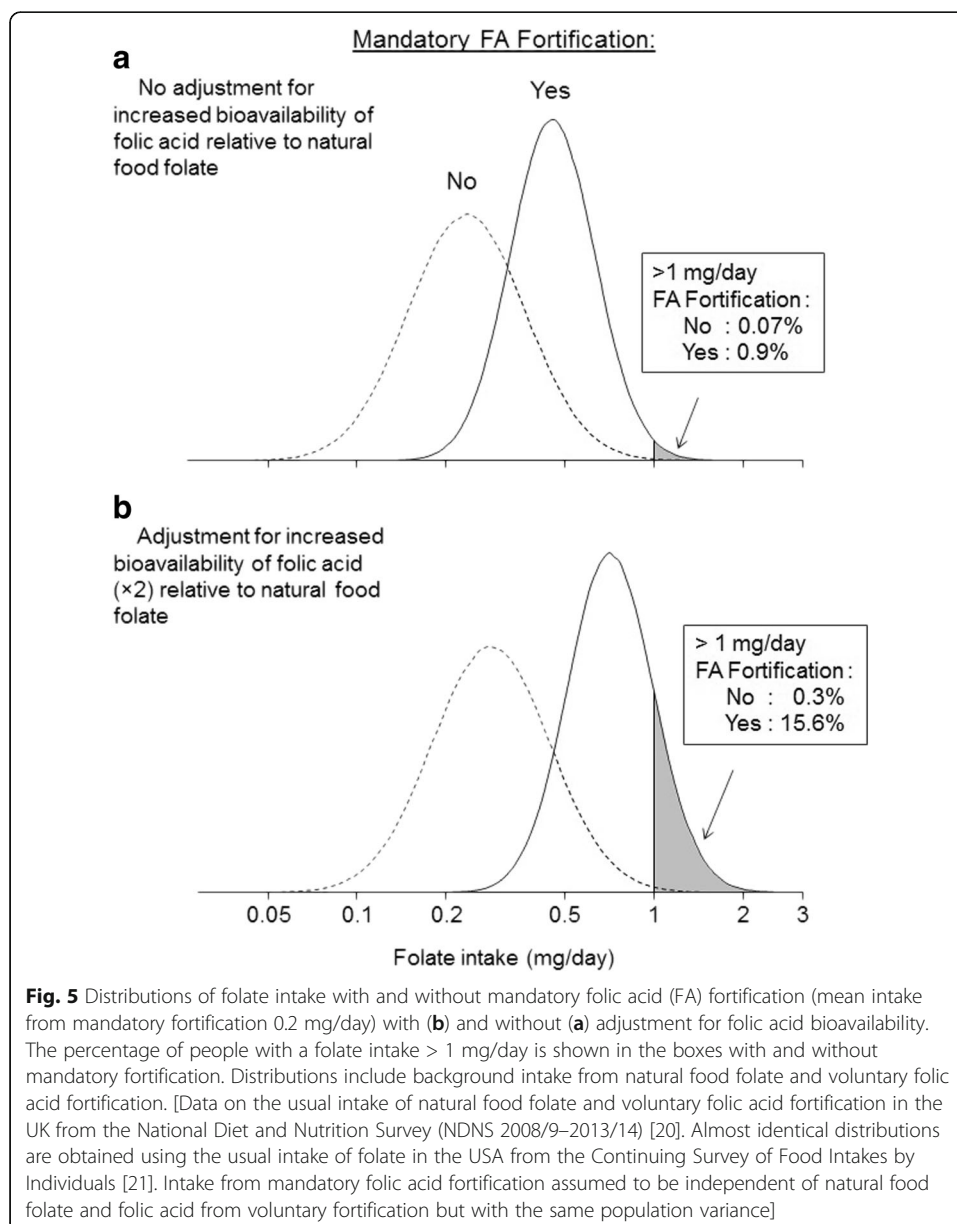 Mandatory FA Fortification:
a
No adjustment for
increased bioavailability of
folic acid relative to natural
food folate
Yes
No
>1 mg/day
FA Fortification :
No : 0.07%
Yes : 0.9%
b
Adjustment for increased
bioavailability of folic acid
(×2) relative to natural food
folate
> 1 mg/day
FA Fortification :
No : 0.3%
Yes : 15.6%
0.05 0.1 0.2 0.5 1 2 3
Folate intake (mg/day)
Fig. 5 Distributions of folate intake with and without mandatory folic acid (FA) fortification (mean intake
from mandatory fortification 0.2 mg/day) with (b) and without (a) adjustment for folic acid bioavailability.
The percentage of people with a folate intake > 1 mg/day is shown in the boxes with and without
mandatory fortification. Distributions include background intake from natural food folate and voluntary folic
acid fortification. [Data on the usual intake of natural food folate and voluntary folic acid fortification in the
UK from the National Diet and Nutrition Survey (NDNS 2008/9–2013/14) [20]. Almost identical distributions
are obtained using the usual intake of folate in the USA from the Continuing Survey of Food Intakes by
Individuals [21]. Intake from mandatory folic acid fortification assumed to be independent of natural food
folate and folic acid from voluntary fortification but with the same population variance]